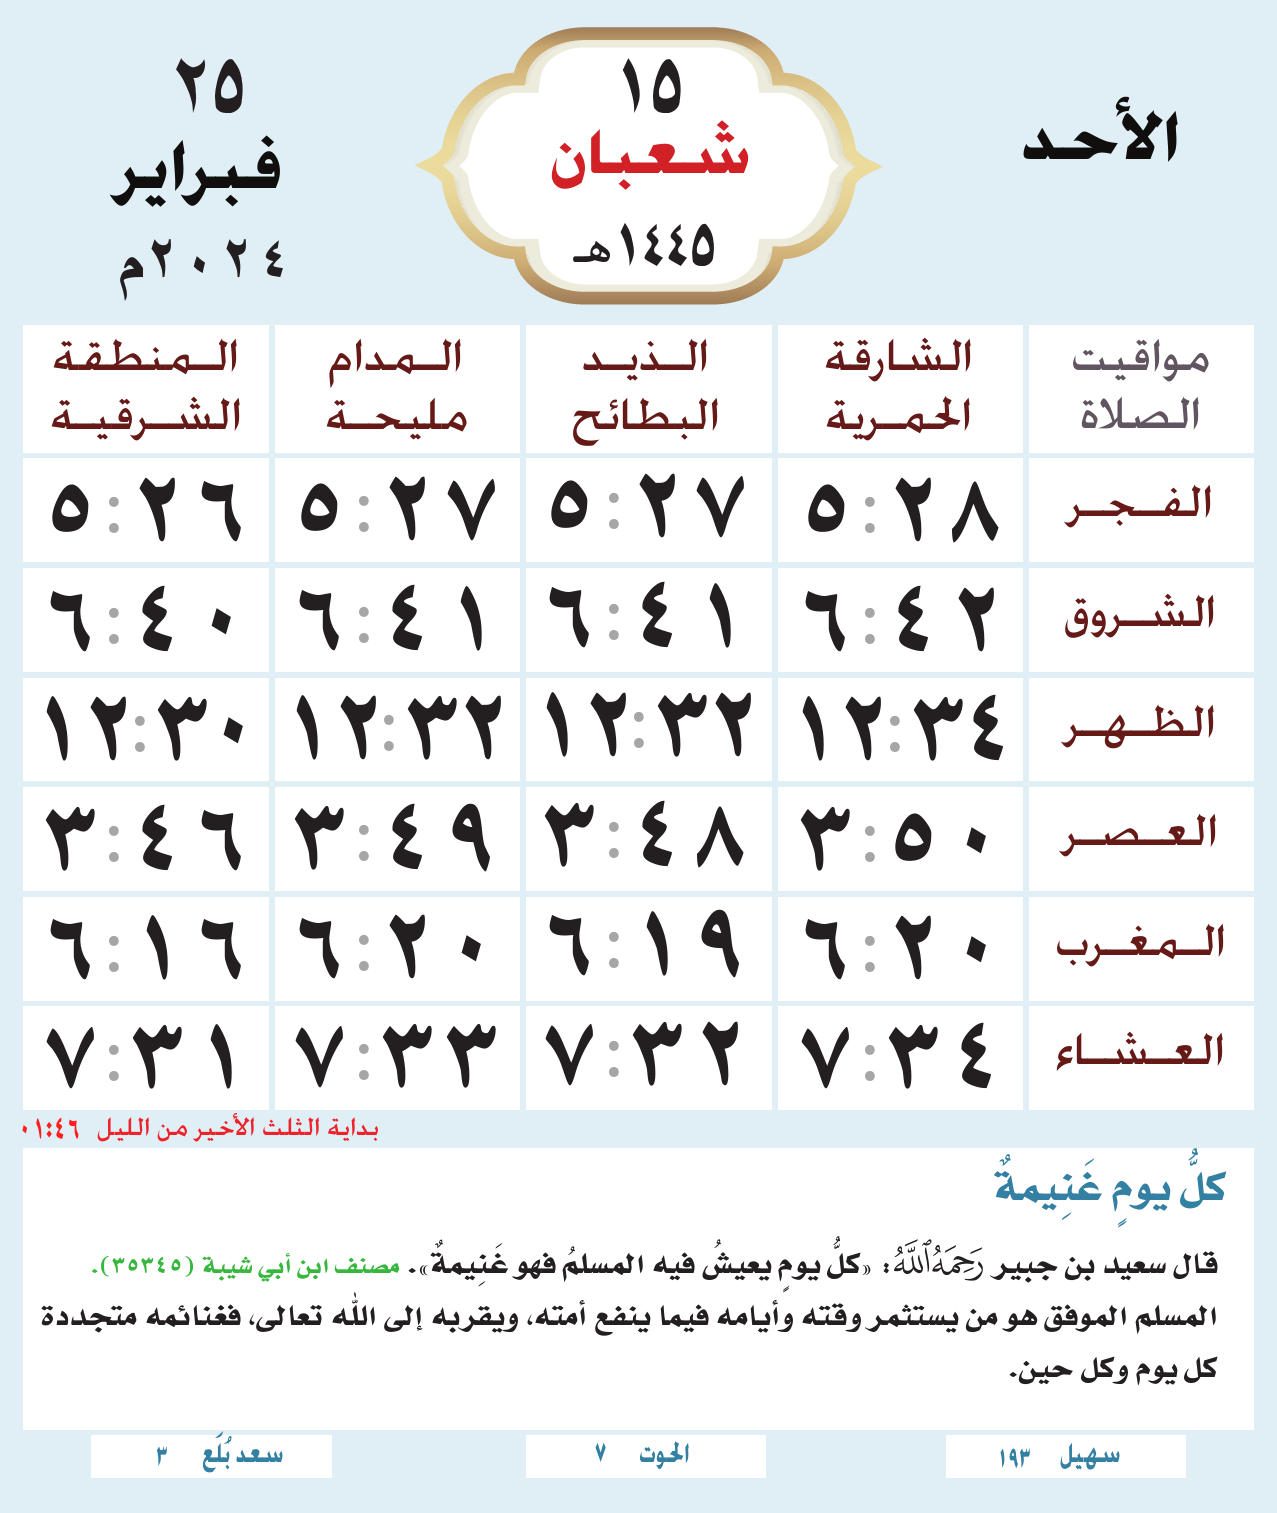 الأحد
١٥
شعبان
١٤٤٥هـ
٢٥
فبراير
٢٠٢٤م
مواقيت الصلاة	الشارقة الحمرية	الذيد البطائح	المدام مليحة	المنطقة الشرقية
الفجر	٥:٢٨	٥:٢٧	٥:٢٧	٥:٢٦
الشروق	٦:٤٢	٦:٤١	٦:٤١	٦:٤٠
الظهر	١٢:٣٤	١٢:٣٢	١٢:٣٢	١٢:٣٠
العصر	٣:٥٠	٣:٤٨	٣:٤٩	٣:٤٦
المغرب	٦:٢٠	٦:١٩	٦:٢٠	٦:١٦
العشاء	٧:٣٤	٧:٣٢	٧:٣٣	٧:٣١
بداية الثلث الأخير من الليل ٠١:٤٦
كلُّ يومٍ غَنِيمةٌ
قال سعيد بن جبير رَحِمَهُ ٱللَّهُ: «كلُّ يومٍ يعيشُ فيه المسلمُ فهو غَنِيمةٌ». مصنف ابن أبي شيبة (٣٥٣٤٥).
المسلم الموفق هو من يستثمر وقته وأيامه فيما ينفع أمته، ويقربه إلى الله تعالى، فغنائمه متجددة
كل يوم وكل حين.
سهيل ١٩٣	الحوت ٧	سعد بُلَع ٣